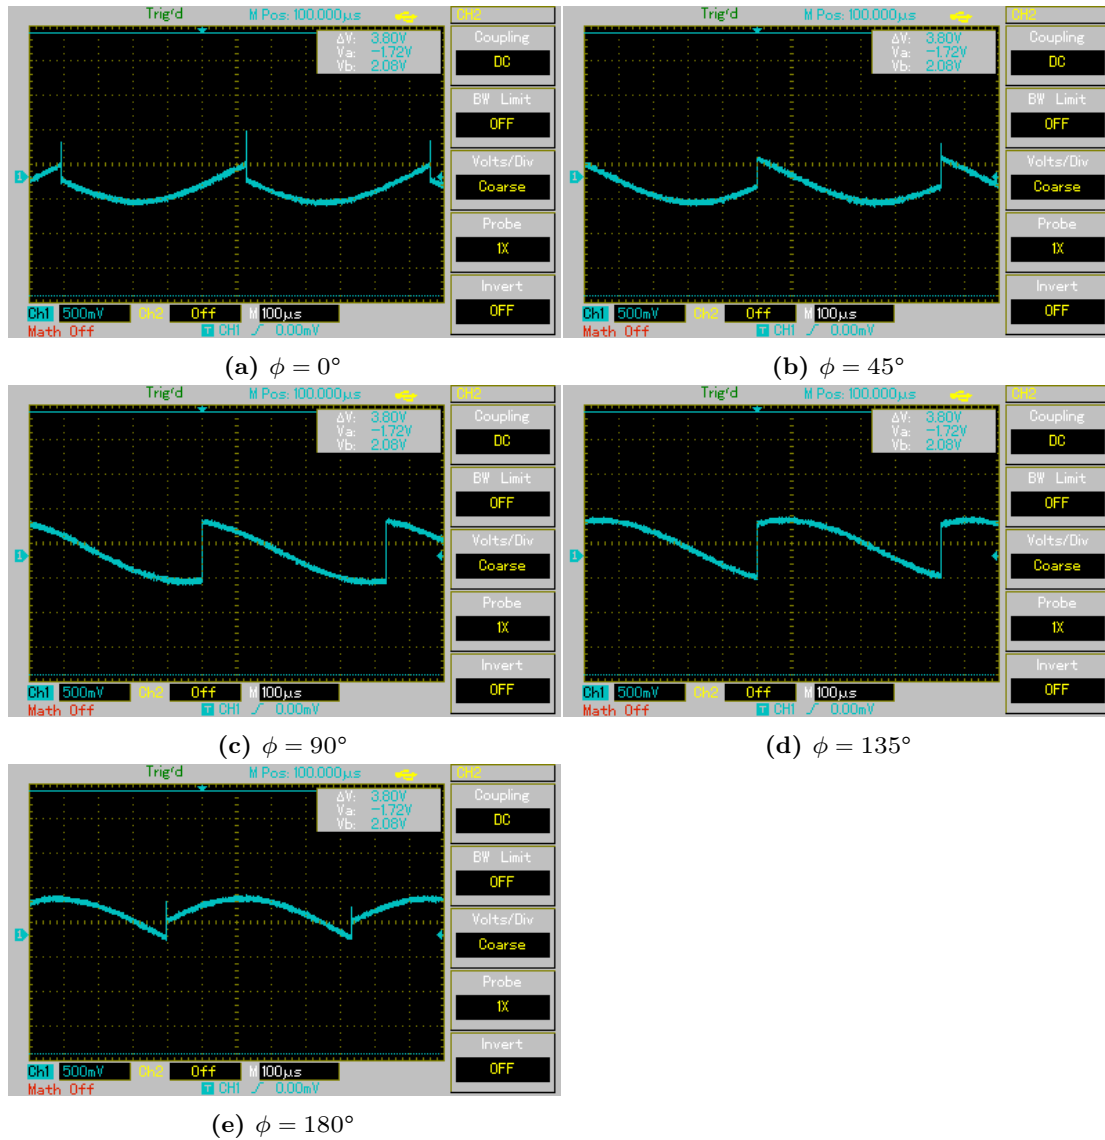 Trig'd M Pos: 100.000µs CH2
ΔV: 3.80V
Va: -1.72V
Vb: 2.08V
Coupling
DC
BW Limit
OFF
Volts/Div
Coarse
Probe
1X
Invert
OFF
1
Ch1 500mV Ch2 Off M 100µs
Math Off T CH1 0.00mV
(a) ϕ = 0°
Trig'd M Pos: 100.000µs CH2
ΔV: 3.80V
Va: -1.72V
Vb: 2.08V
Coupling
DC
BW Limit
OFF
Volts/Div
Coarse
Probe
1X
Invert
OFF
1
Ch1 500mV Ch2 Off M 100µs
Math Off T CH1 0.00mV
(b) ϕ = 45°
Trig'd M Pos: 100.000µs CH2
ΔV: 3.80V
Va: -1.72V
Vb: 2.08V
Coupling
DC
BW Limit
OFF
Volts/Div
Coarse
Probe
1X
Invert
OFF
1
Ch1 500mV Ch2 Off M 100µs
Math Off T CH1 0.00mV
(c) ϕ = 90°
Trig'd M Pos: 100.000µs CH2
ΔV: 3.80V
Va: -1.72V
Vb: 2.08V
Coupling
DC
BW Limit
OFF
Volts/Div
Coarse
Probe
1X
Invert
OFF
1
Ch1 500mV Ch2 Off M 100µs
Math Off T CH1 0.00mV
(d) ϕ = 135°
Trig'd M Pos: 100.000µs CH2
ΔV: 3.80V
Va: -1.72V
Vb: 2.08V
Coupling
DC
BW Limit
OFF
Volts/Div
Coarse
Probe
1X
Invert
OFF
1
Ch1 500mV Ch2 Off M 100µs
Math Off T CH1 0.00mV
(e) ϕ = 180°